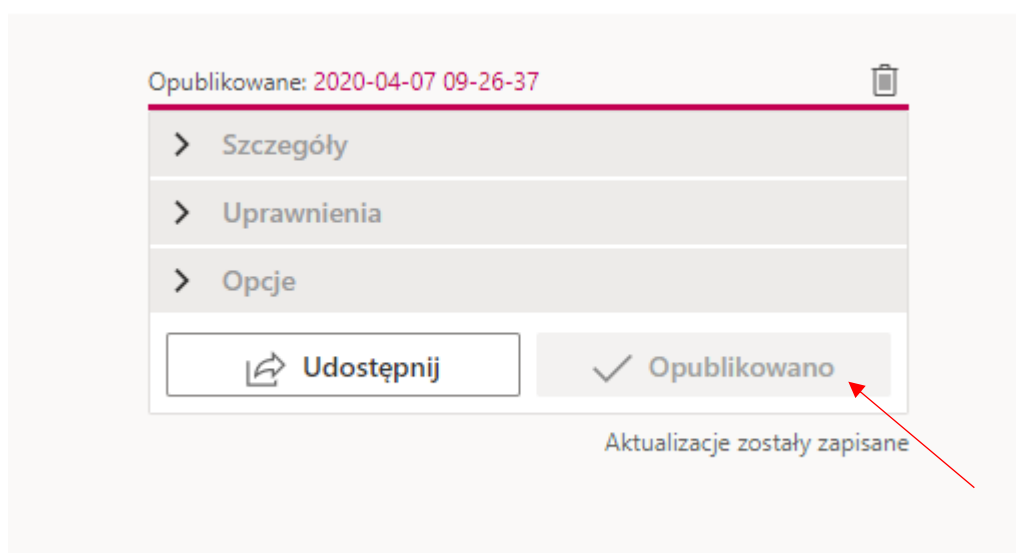 Opublikowane: 2020-04-07 09-26-37
Szczegóły
Uprawnienia
Opcje
Udostępnij
Opublikowano
Aktualizacje zostały zapisane